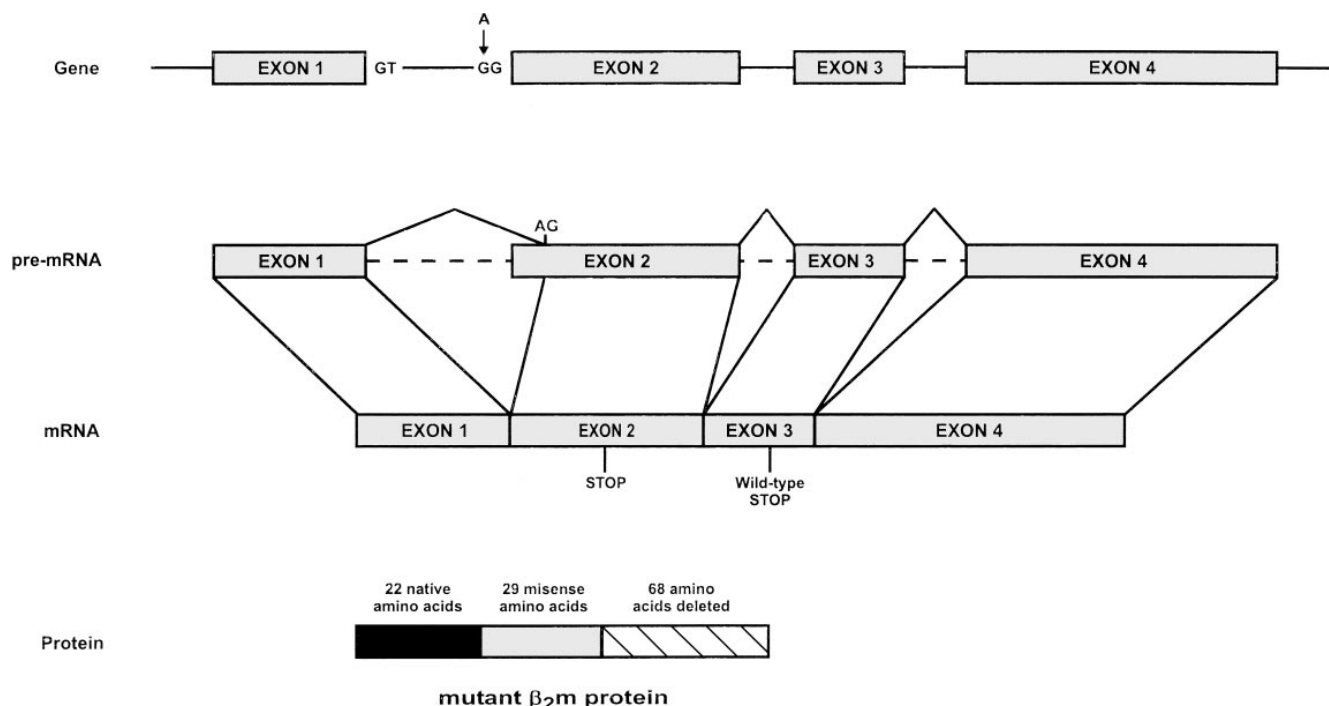 A
Gene
EXON 1
GT
GG
EXON 2
EXON 3
EXON 4
AG
pre-mRNA
EXON 1
EXON 2
EXON 3
EXON 4
mRNA
EXON 1
EXON 2
EXON 3
EXON 4
STOP
Wild-type
STOP
22 native
amino acids
29 misense
amino acids
68 amino
acids deleted
Protein
mutant β₂m protein